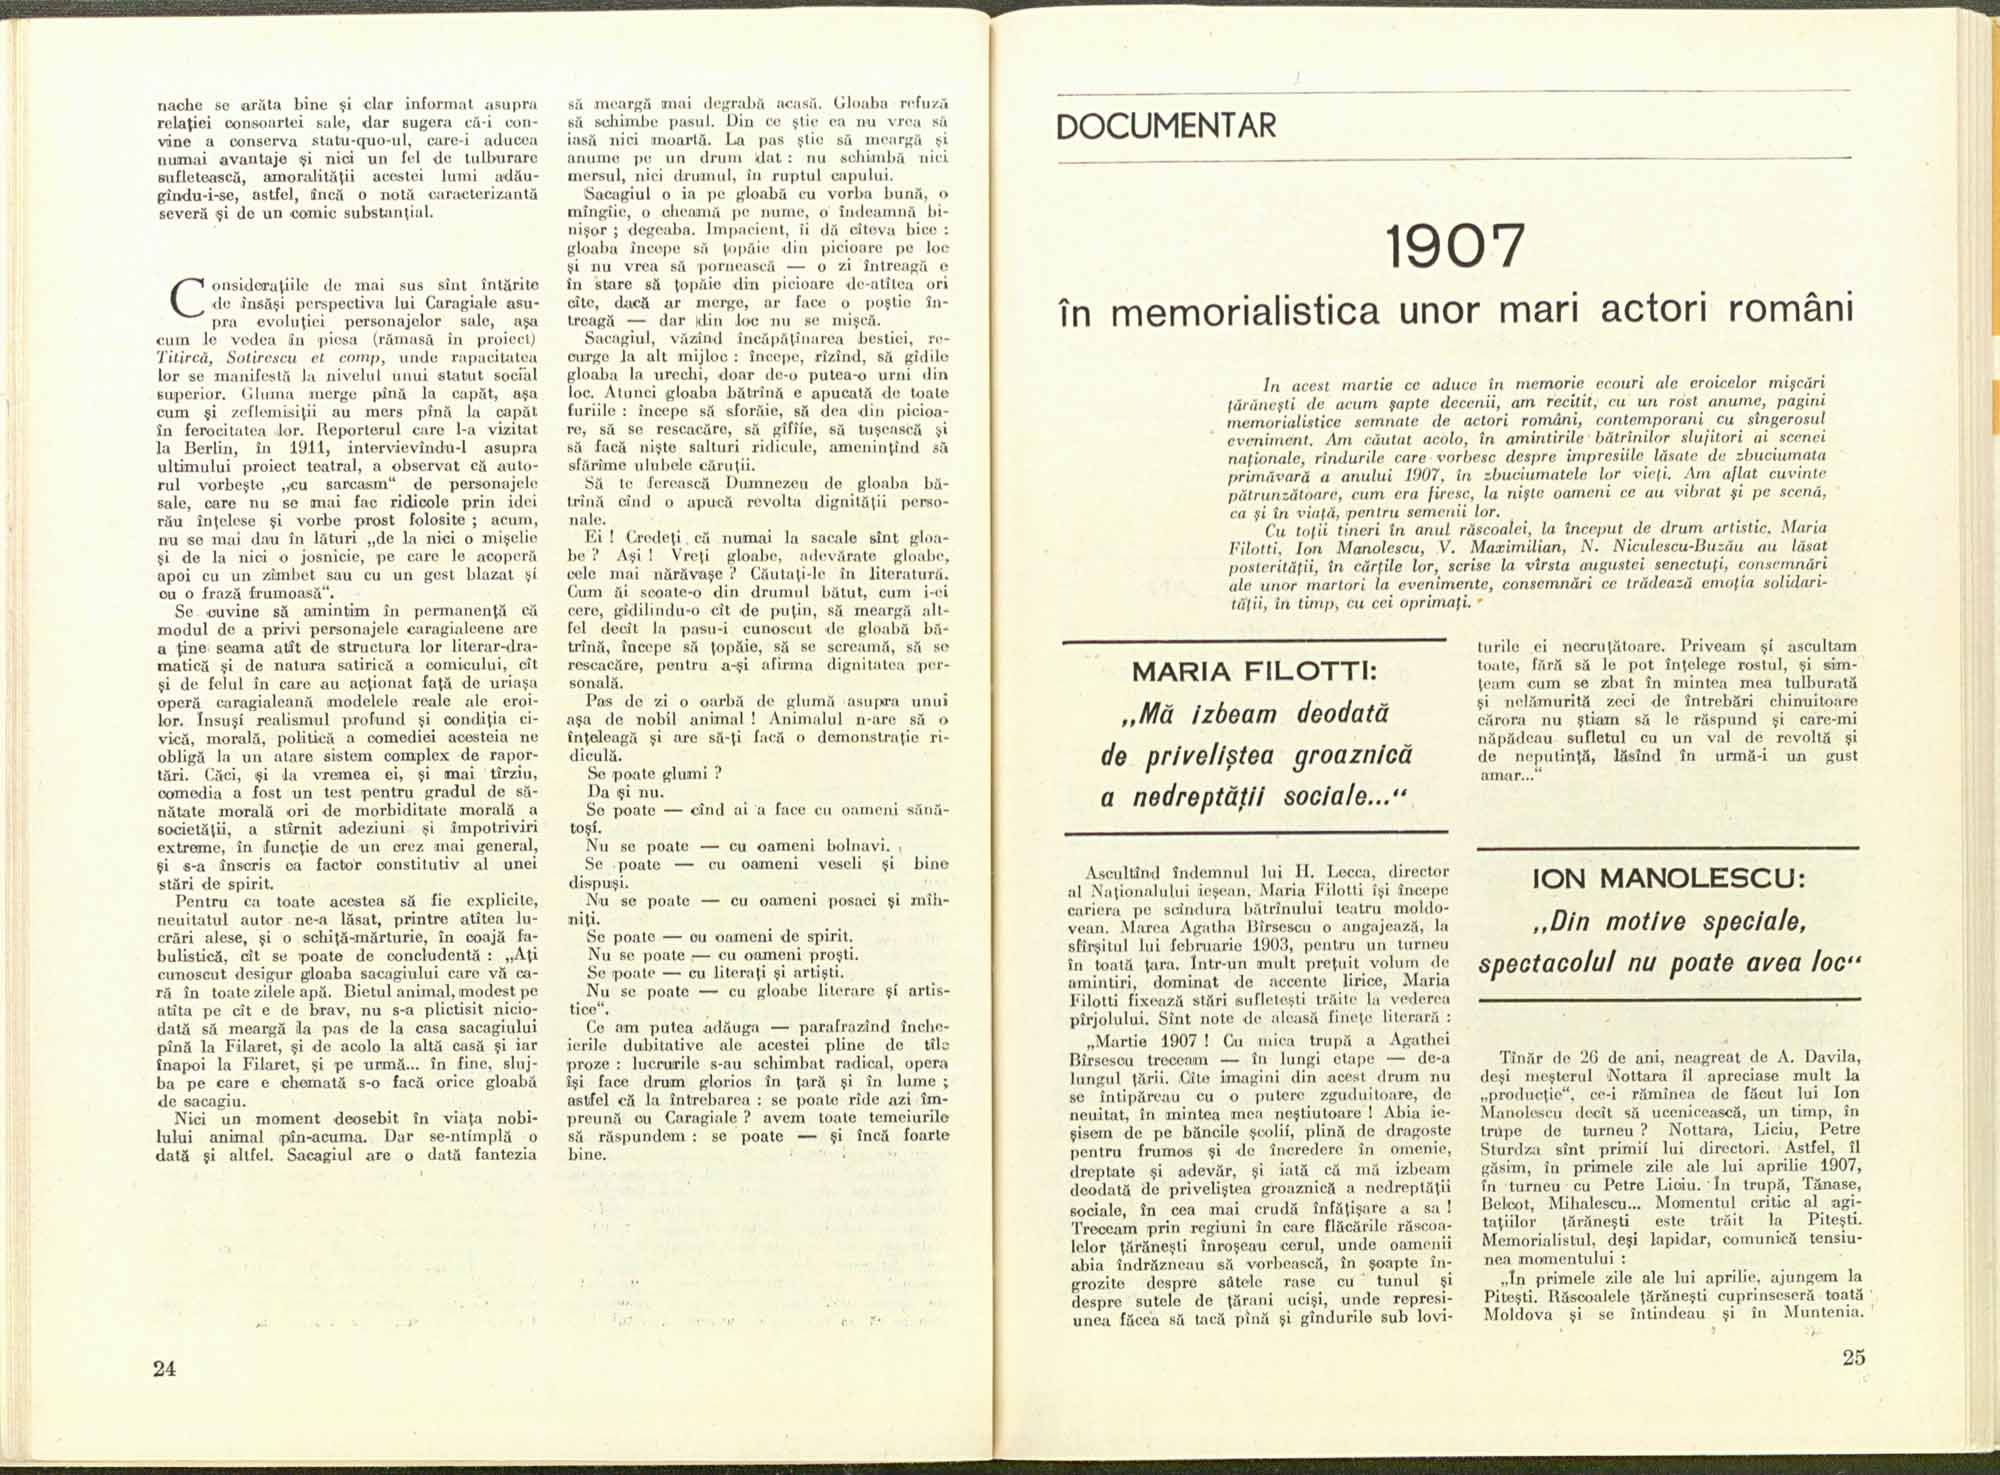 nache se arăta bine și clar informat asupra
relației consoartei sale, dar sugera că-i con-
vine a conserva statu-quo-ul, care-i aducea
numai avantaje și nici un fel de tulburare
sufletească, amoralității acestei lumi adău-
gîndu-i-se, astfel, încă o notă caracterizantă
severă și de un comic substanțial.
Considerațiile de mai sus sînt întărite
de însăși perspectiva lui Caragiale asu-
pra evoluției personajelor sale, așa
cum le vedea în piesa (rămasă în proiect)
Titircă, Sotirescu et comp, unde rapacitatea
lor se manifestă la nivelul unui statut social
superior. Gluma merge pînă la capăt, așa
cum și zeflemisiții au mers pînă la capăt
în ferocitatea lor. Reporterul care l-a vizitat
la Berlin, în 1911, intervievîndu-l asupra
ultimului proiect teatral, a observat că auto-
rul vorbește „cu sarcasm“ de personajele
sale, care nu se mai fac ridicole prin idei
rău înțelese și vorbe prost folosite ; acum,
nu se mai dau în lături „de la nici o mișelie
și de la nici o josnicie, pe care le acoperă
apoi cu un zîmbet sau cu un gest blazat și
cu o frază frumoasă“.
Se cuvine să amintim în permanență că
modul de a privi personajele caragialeene are
a ține seama atît de structura lor literar-dra-
matică și de natura satirică a comicului, cît
și de felul în care au acționat față de uriașa
operă caragialeană modelele reale ale eroi-
lor. Însuși realismul profund și condiția ci-
vică, morală, politică a comediei acesteia ne
obligă la un atare sistem complex de rapor-
tări. Căci, și la vremea ei, și mai tîrziu,
comedia a fost un test pentru gradul de să-
nătate morală ori de morbiditate morală a
societății, a stîrnit adeziuni și împotriviri
extreme, în funcție de un crez mai general,
și s-a înscris ca factor constitutiv al unei
stări de spirit.
Pentru ca toate acestea să fie explicite,
neuitatul autor ne-a lăsat, printre atîtea lu-
crări alese, și o schiță-mărturie, în coajă fa-
bulistică, cît se poate de concludentă : „Ați
cunoscut desigur gloaba sacagiului care vă ca-
ră în toate zilele apă. Bietul animal, modest pe
atîta pe cît e de brav, nu s-a plictisit nicio-
dată să meargă la pas de la casa sacagiului
pînă la Filaret, și de acolo la altă casă și iar
înapoi la Filaret, și pe urmă... în fine, sluj-
ba pe care e chemată s-o facă orice gloabă
de sacagiu.
Nici un moment deosebit în viața nobi-
lului animal pîn-acuma. Dar se-ntîmplă o
dată și altfel. Sacagiul are o dată fantezia
să meargă mai degrabă acasă. Gloaba refuză
să schimbe pasul. Din ce știe ea nu vrea să
iasă nici moartă. La pas știe să meargă și
anume pe un drum dat : nu schimbă nici
mersul, nici drumul, în ruptul capului.
Sacagiul o ia pe gloabă cu vorba bună, o
mîngîie, o cheamă pe nume, o îndeamnă bi-
nișor ; degeaba. Impacient, îi dă cîteva bice :
gloaba începe să țopăie din picioare pe loc
și nu vrea să pornească — o zi întreagă e
în stare să țopăie din picioare de-atîtea ori
cîte, dacă ar merge, ar face o poștie în-
treagă — dar din loc nu se mișcă.
Sacagiul, văzînd încăpățînarea bestiei, re-
curge la alt mijloc : începe, rîzînd, să gîdile
gloaba la urechi, doar de-o putea-o urni din
loc. Atunci gloaba bătrînă e apucată de toate
furiile : începe să sforăie, să dea din picioa-
re, să se rescacăre, să gîfîie, să tușească și
să facă niște salturi ridicule, amenințînd să
sfărîme ulubele căruții.
Să te ferească Dumnezeu de gloaba bă-
trînă cînd o apucă revolta dignității perso-
nale.
Ei ! Credeți că numai la sacale sînt gloa-
be ? Ași ! Vreți gloabe, adevărate gloabe,
cele mai nărăvașe ? Căutați-le în literatură.
Cum ăi scoate-o din drumul bătut, cum i-ei
cere, gîdilindu-o cît de puțin, să meargă alt-
fel decît la pasu-i cunoscut de gloabă bă-
trînă, începe să țopăie, să se screamă, să se
rescacăre, pentru a-și afirma dignitatea per-
sonală.
Pas de zi o oarbă de glumă asupra unui
așa de nobil animal ! Animalul n-are să o
înțeleagă și are să-ți facă o demonstrație ri-
diculă.
Se poate glumi ?
Da și nu.
Se poate — cînd ai a face cu oameni sănă-
toși.
Nu se poate — cu oameni bolnavi.
Se poate — cu oameni veseli și bine
dispuși.
Nu se poate — cu oameni posaci și mîh-
niți.
Se poate — cu oameni de spirit.
Nu se poate — cu oameni proști.
Se poate — cu literați și artiști.
Nu se poate — cu gloabe literare și artis-
tice“.
Ce am putea adăuga — parafrazînd înche-
ierile dubitative ale acestei pline de tîlc
proze : lucrurile s-au schimbat radical, opera
își face drum glorios în țară și în lume ;
astfel că la întrebarea : se poate ride azi îm-
preună cu Caragiale ? avem toate temeiurile
să răspundem : se poate — și încă foarte
bine.
24
DOCUMENTAR
1907
în memorialistica unor mari actori români
In acest martie ce aduce în memorie ecouri ale eroicelor mișcări
țărănești de acum șapte decenii, am recitit, cu un rost anume, pagini
memorialistice semnate de actori români, contemporani cu sîngerosul
eveniment. Am căutat acolo, în amintirile bătrînilor slujitori ai scenei
naționale, rîndurile care vorbesc despre impresiile lăsate de zbuciumata
primăvară a anului 1907, în zbuciumatele lor vieți. Am aflat cuvinte
pătrunzătoare, cum era firesc, la niște oameni ce au vibrat și pe scenă,
ca și în viață, pentru semenii lor.
Cu toții tineri în anul răscoalei, la început de drum artistic. Maria
Filotti, Ion Manolescu, V. Maximilian, N. Niculescu-Buzău au lăsat
posterității, în cărțile lor, scrise la vîrsta augustei senectuți, consemnări
ale unor martori la evenimente, consemnări ce trădează emoția solidari-
tății, în timp, cu cei oprimați.
MARIA FILOTTI:
„Mă izbeam deodată
de priveliștea groaznică
a nedreptății sociale...“
Ascultînd îndemnul lui H. Lecca, director
al Naționalului ieșean, Maria Filotti își începe
cariera pe scîndura bătrînului teatru moldo-
vean. Marea Agatha Bîrsescu o angajează, la
sfîrșitul lui februarie 1903, pentru un turneu
în toată țara. Într-un mult prețuit volum de
amintiri, dominat de accente lirice, Maria
Filotti fixează stări sufletești trăite la vederea
pîrjolului. Sînt note de aleasă finețe literară :
„Martie 1907 ! Cu mica trupă a Agathei
Bîrsescu treceam — în lungi etape — de-a
lungul țării. Cîte imagini din acest drum nu
se întipăreau cu o putere zguduitoare, de
neuitat, în mintea mea neștiutoare ! Abia ie-
șisem de pe băncile școlii, plină de dragoste
pentru frumos și de încredere în omenie,
dreptate și adevăr, și iată că mă izbeam
deodată de priveliștea groaznică a nedreptății
sociale, în cea mai crudă înfățișare a sa !
Treceam prin regiuni în care flăcările răscoa-
lelor țărănești înroșeau cerul, unde oamenii
abia îndrăzneau să vorbească, în șoapte în-
grozite despre satele rase cu tunul și
despre sutele de țărani uciși, unde represi-
unea făcea să tacă pînă și gîndurile sub lovi-
turile ei necruțătoare. Priveam și ascultam
toate, fără să le pot înțelege rostul, și sim-
țeam cum se zbat în mintea mea tulburată
și nelămurită zeci de întrebări chinuitoare
cărora nu știam să le răspund și care-mi
năpădeau sufletul cu un val de revoltă și
de neputință, lăsînd în urmă-i un gust
amar...“
ION MANOLESCU:
„Din motive speciale,
spectacolul nu poate avea loc“
Tînăr de 26 de ani, neagreat de A. Davila,
deși meșterul Nottara îl apreciase mult la
„producție“, ce-i rămînea de făcut lui Ion
Manolescu decît să ucenicească, un timp, în
trupe de turneu ? Nottara, Liciu, Petre
Sturdza sînt primii lui directori. Astfel, îl
găsim, în primele zile ale lui aprilie 1907,
în turneu cu Petre Liciu. In trupă, Tănase,
Belcot, Mihalescu... Momentul critic al agi-
tațiilor țărănești este trăit la Pitești.
Memorialistul, deși lapidar, comunică tensiu-
nea momentului :
„În primele zile ale lui aprilie, ajungem la
Pitești. Răscoalele țărănești cuprinseseră toată
Moldova și se întindeau și în Muntenia.
25